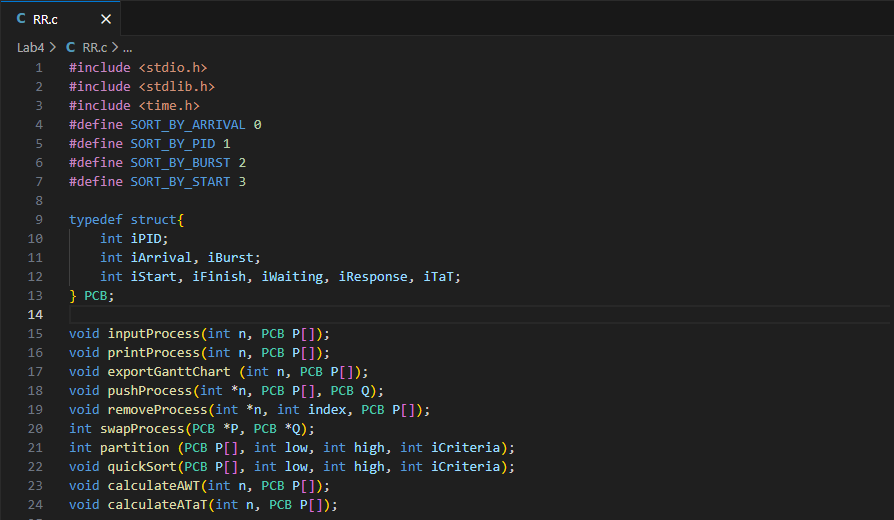 C RR.c ×
Lab4 > C RR.c > ...
1 #include <stdio.h>
2 #include <stdlib.h>
3 #include <time.h>
4 #define SORT_BY_ARRIVAL 0
5 #define SORT_BY_PID 1
6 #define SORT_BY_BURST 2
7 #define SORT_BY_START 3
8
9 typedef struct{
10     int iPID;
11     int iArrival, iBurst;
12     int iStart, iFinish, iWaiting, iResponse, iTaT;
13 } PCB;
14
15 void inputProcess(int n, PCB P[]);
16 void printProcess(int n, PCB P[]);
17 void exportGanttChart (int n, PCB P[]);
18 void pushProcess(int *n, PCB P[], PCB Q);
19 void removeProcess(int *n, int index, PCB P[]);
20 int swapProcess(PCB *P, PCB *Q);
21 int partition (PCB P[], int low, int high, int iCriteria);
22 void quickSort(PCB P[], int low, int high, int iCriteria);
23 void calculateAWT(int n, PCB P[]);
24 void calculateATaT(int n, PCB P[]);